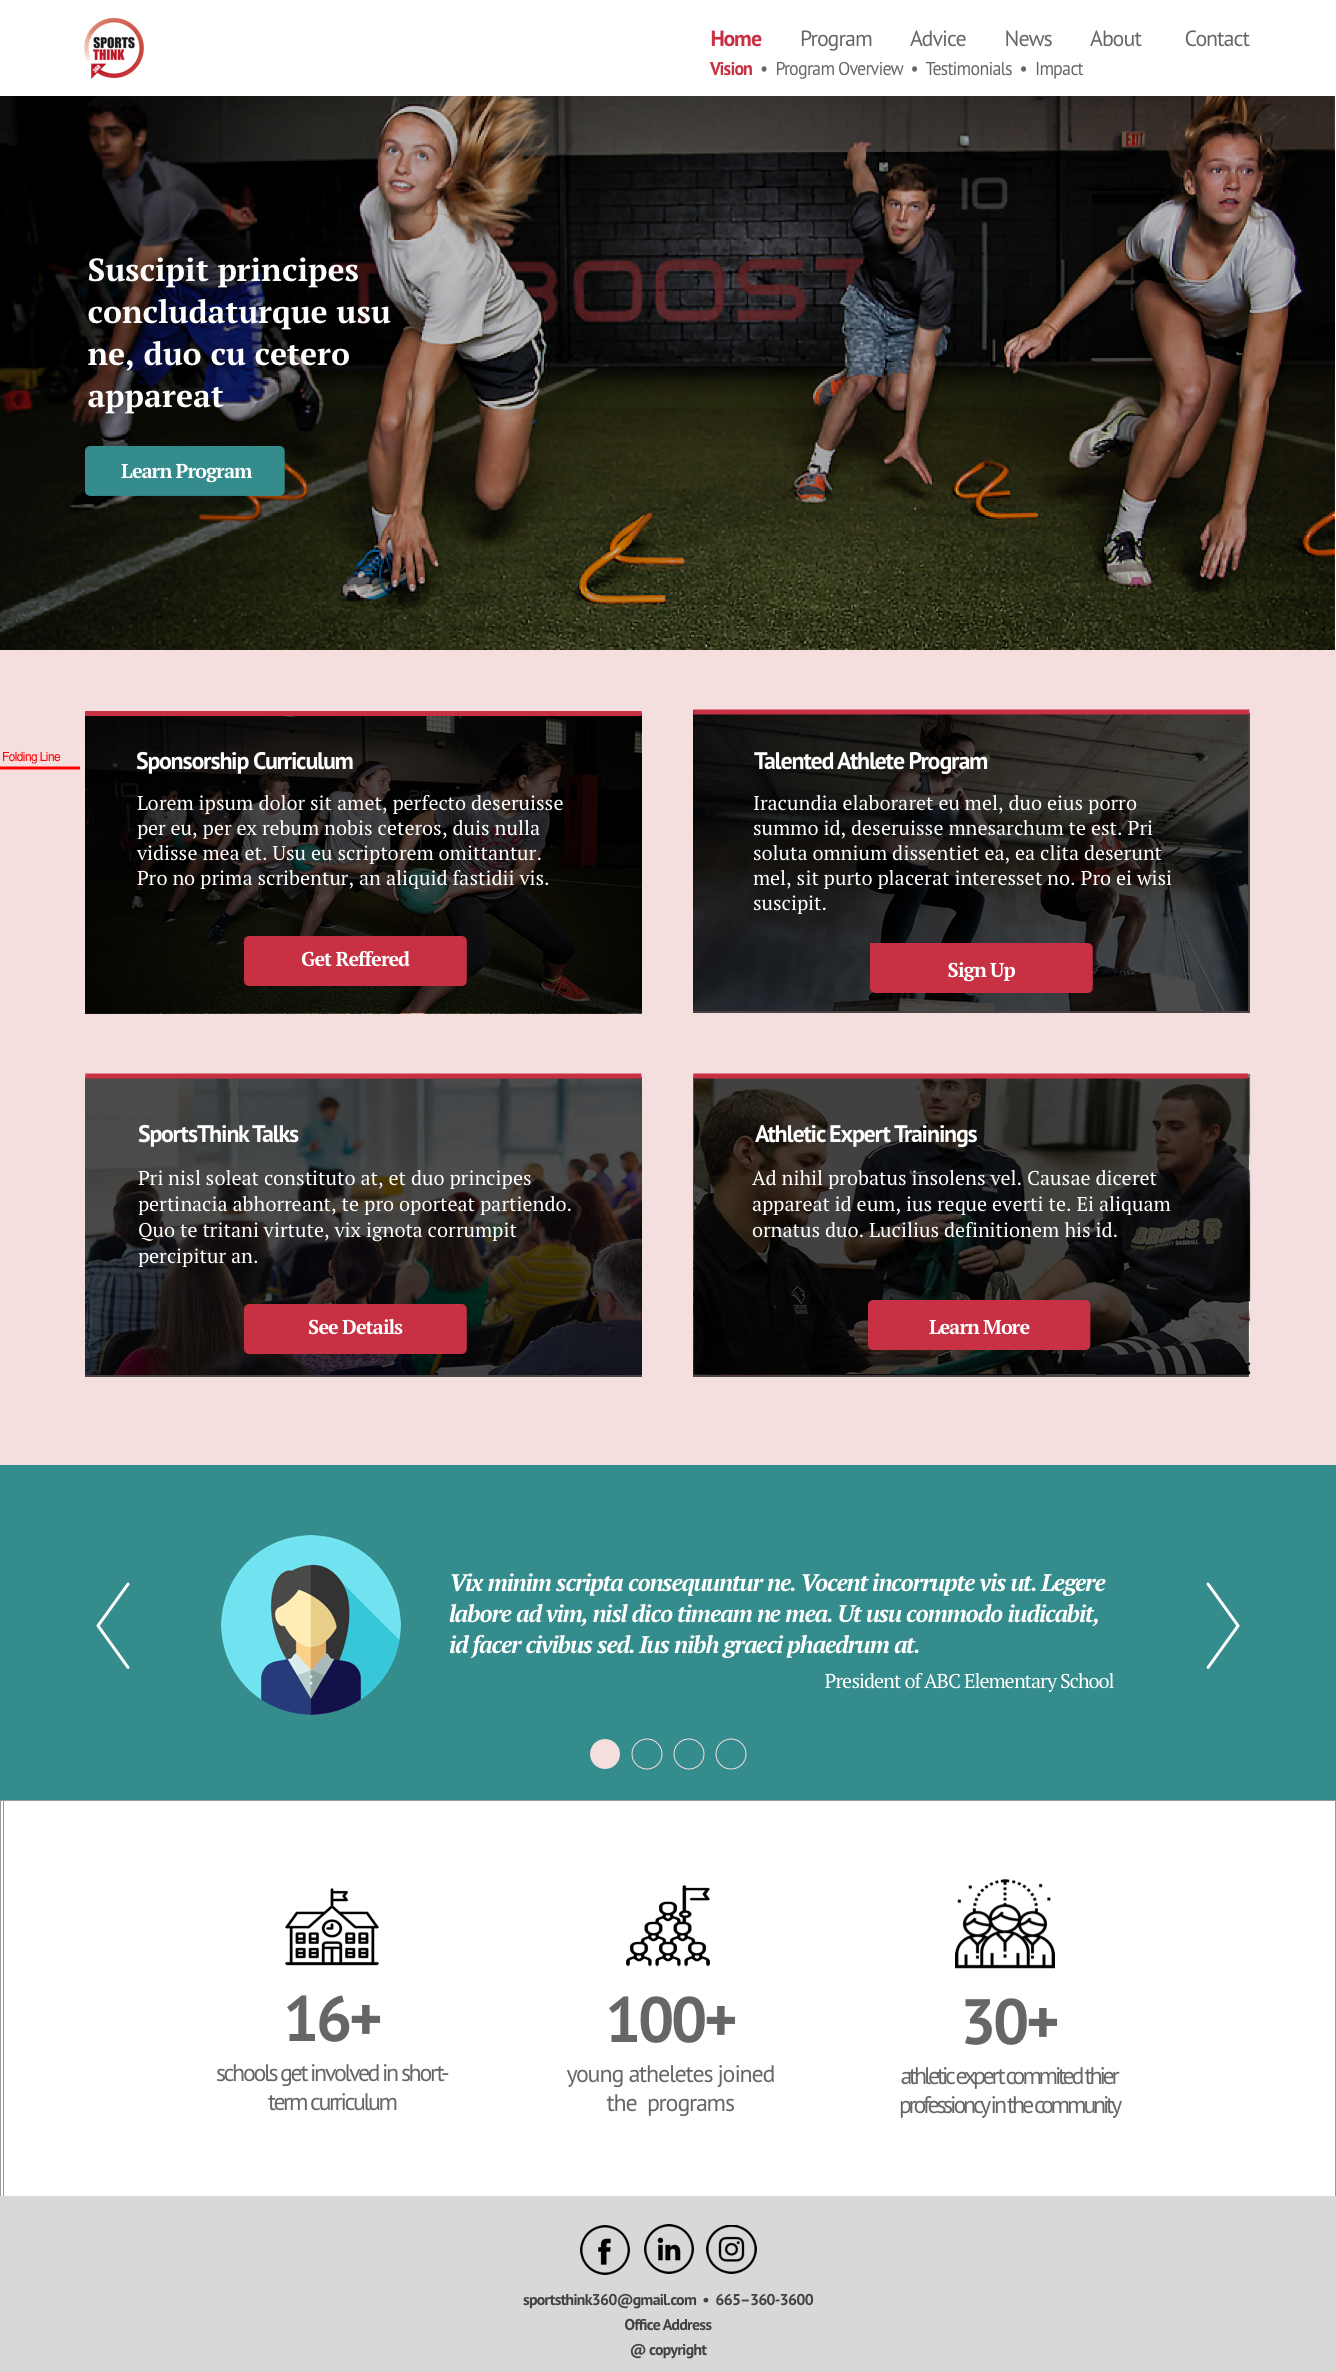 SPORTS
THINK
Home Program Advice News About Contact
Vision • Program Overview • Testimonials • Impact
EXIT
10
BOOST
Suscipit principes
concludaturque usu
ne, duo cu cetero
appareat
Learn Program
Folding Line
Sponsorship Curriculum
Lorem ipsum dolor sit amet, perfecto deseruisse
per eu, per ex rebum nobis ceteros, duis nulla
vidisse mea et. Usu eu scriptorem omittantur.
Pro no prima scribentur, an aliquid fastidii vis.
Get Reffered
Talented Athlete Program
Iracundia elaboraret eu mel, duo eius porro
summo id, deseruisse mnesarchum te est. Pri
soluta omnium dissentiet ea, ea clita deserunt
mel, sit purto placerat interesset no. Pro ei wisi
suscipit.
Sign Up
SportsThink Talks
Pri nisl soleat constituto at, et duo principes
pertinacia abhorreant, te pro oporteat partiendo.
Quo te tritani virtute, vix ignota corrumpit
percipitur an.
See Details
Athletic Expert Trainings
Ad nihil probatus insolens vel. Causae diceret
appareat id eum, ius reque everti te. Ei aliquam
ornatus duo. Lucilius definitionem his id.
BRUINS
BASEBALL
Learn More
Vix minim scripta consequuntur ne. Vocent incorrupte vis ut. Legere
labore ad vim, nisl dico timeam ne mea. Ut usu commodo iudicabit,
id facer civibus sed. Ius nibh graeci phaedrum at.
President of ABC Elementary School
16+
schools get involved in short-
term curriculum
100+
young atheletes joined
the programs
30+
athletic expert commited thier
professioncy in the community
f in
sportsthink360@gmail.com • 665-360-3600
Office Address
@ copyright